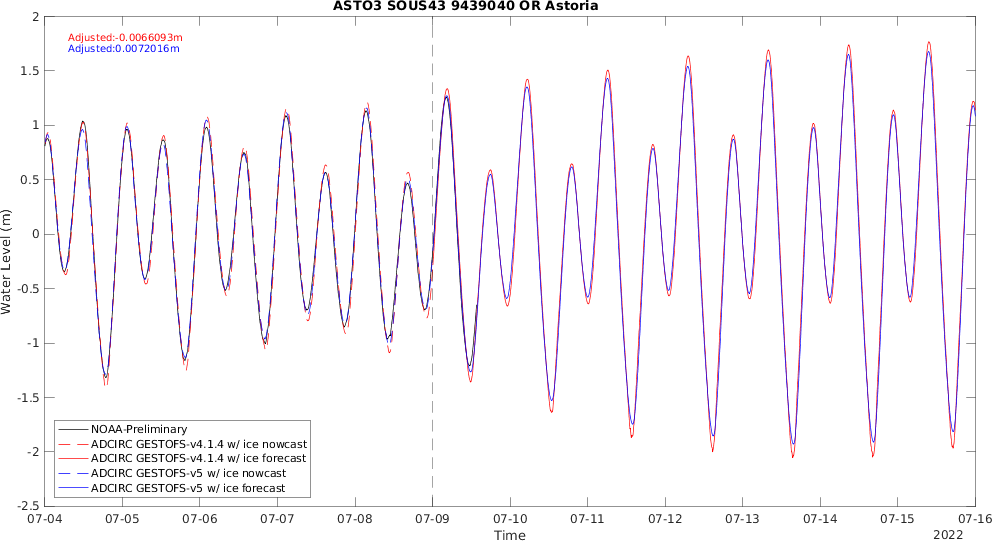 ASTO3 SOUS43 9439040 OR Astoria
Adjusted:-0.0066093m
Adjusted:0.0072016m
2
1.5
1
0.5
0
-0.5
-1
-1.5
-2
-2.5
Water Level (m)
NOAA-Preliminary
ADCIRC GESTOFS-v4.1.4 w/ ice nowcast
ADCIRC GESTOFS-v4.1.4 w/ ice forecast
ADCIRC GESTOFS-v5 w/ ice nowcast
ADCIRC GESTOFS-v5 w/ ice forecast
07-04 07-05 07-06 07-07 07-08 07-09 07-10 07-11 07-12 07-13 07-14 07-15 07-16
Time
2022